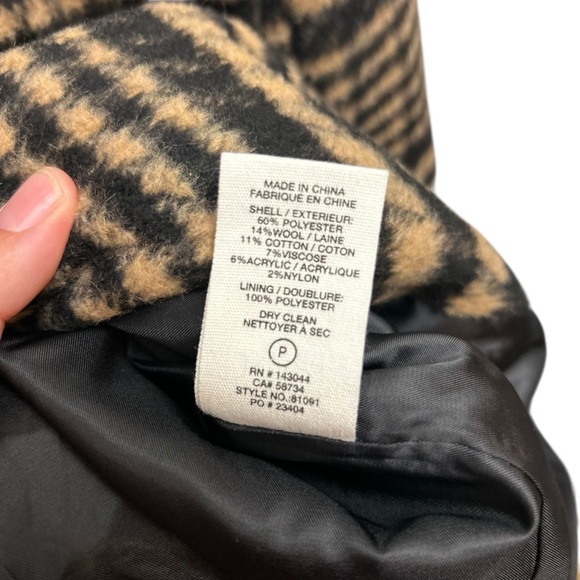 MADE IN CHINA
FABRIQUE EN CHINE
SHELL / EXTERIEUR:
60% POLYESTER
14%WOOL / LAINE
11% COTTON / COTON
7%VISCOSE
6%ACRYLIC / ACRYLIQUE
2%NYLON
LINING / DOUBLURE:
100% POLYESTER
DRY CLEAN
NETTOYER À SEC
P
RN # 143044
CA# 58734
STYLE NO.:81091
PO # 23404